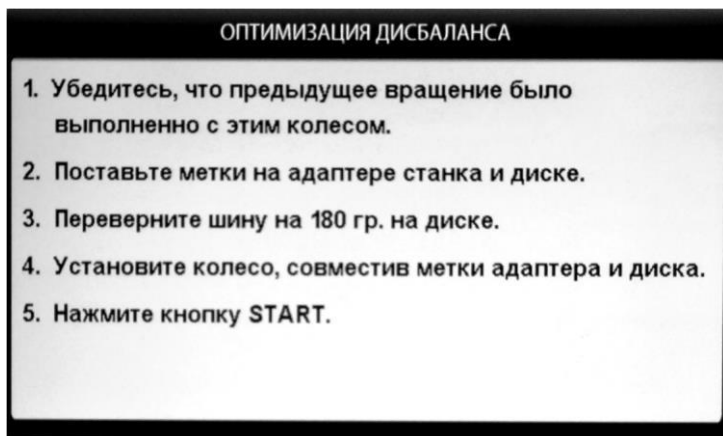 ОПТИМИЗАЦИЯ ДИСБАЛАНСА
1. Убедитесь, что предыдущее вращение было
выполненно с этим колесом.
2. Поставьте метки на адаптере станка и диске.
3. Переверните шину на 180 гр. на диске.
4. Установите колесо, совместив метки адаптера и диска.
5. Нажмите кнопку START.